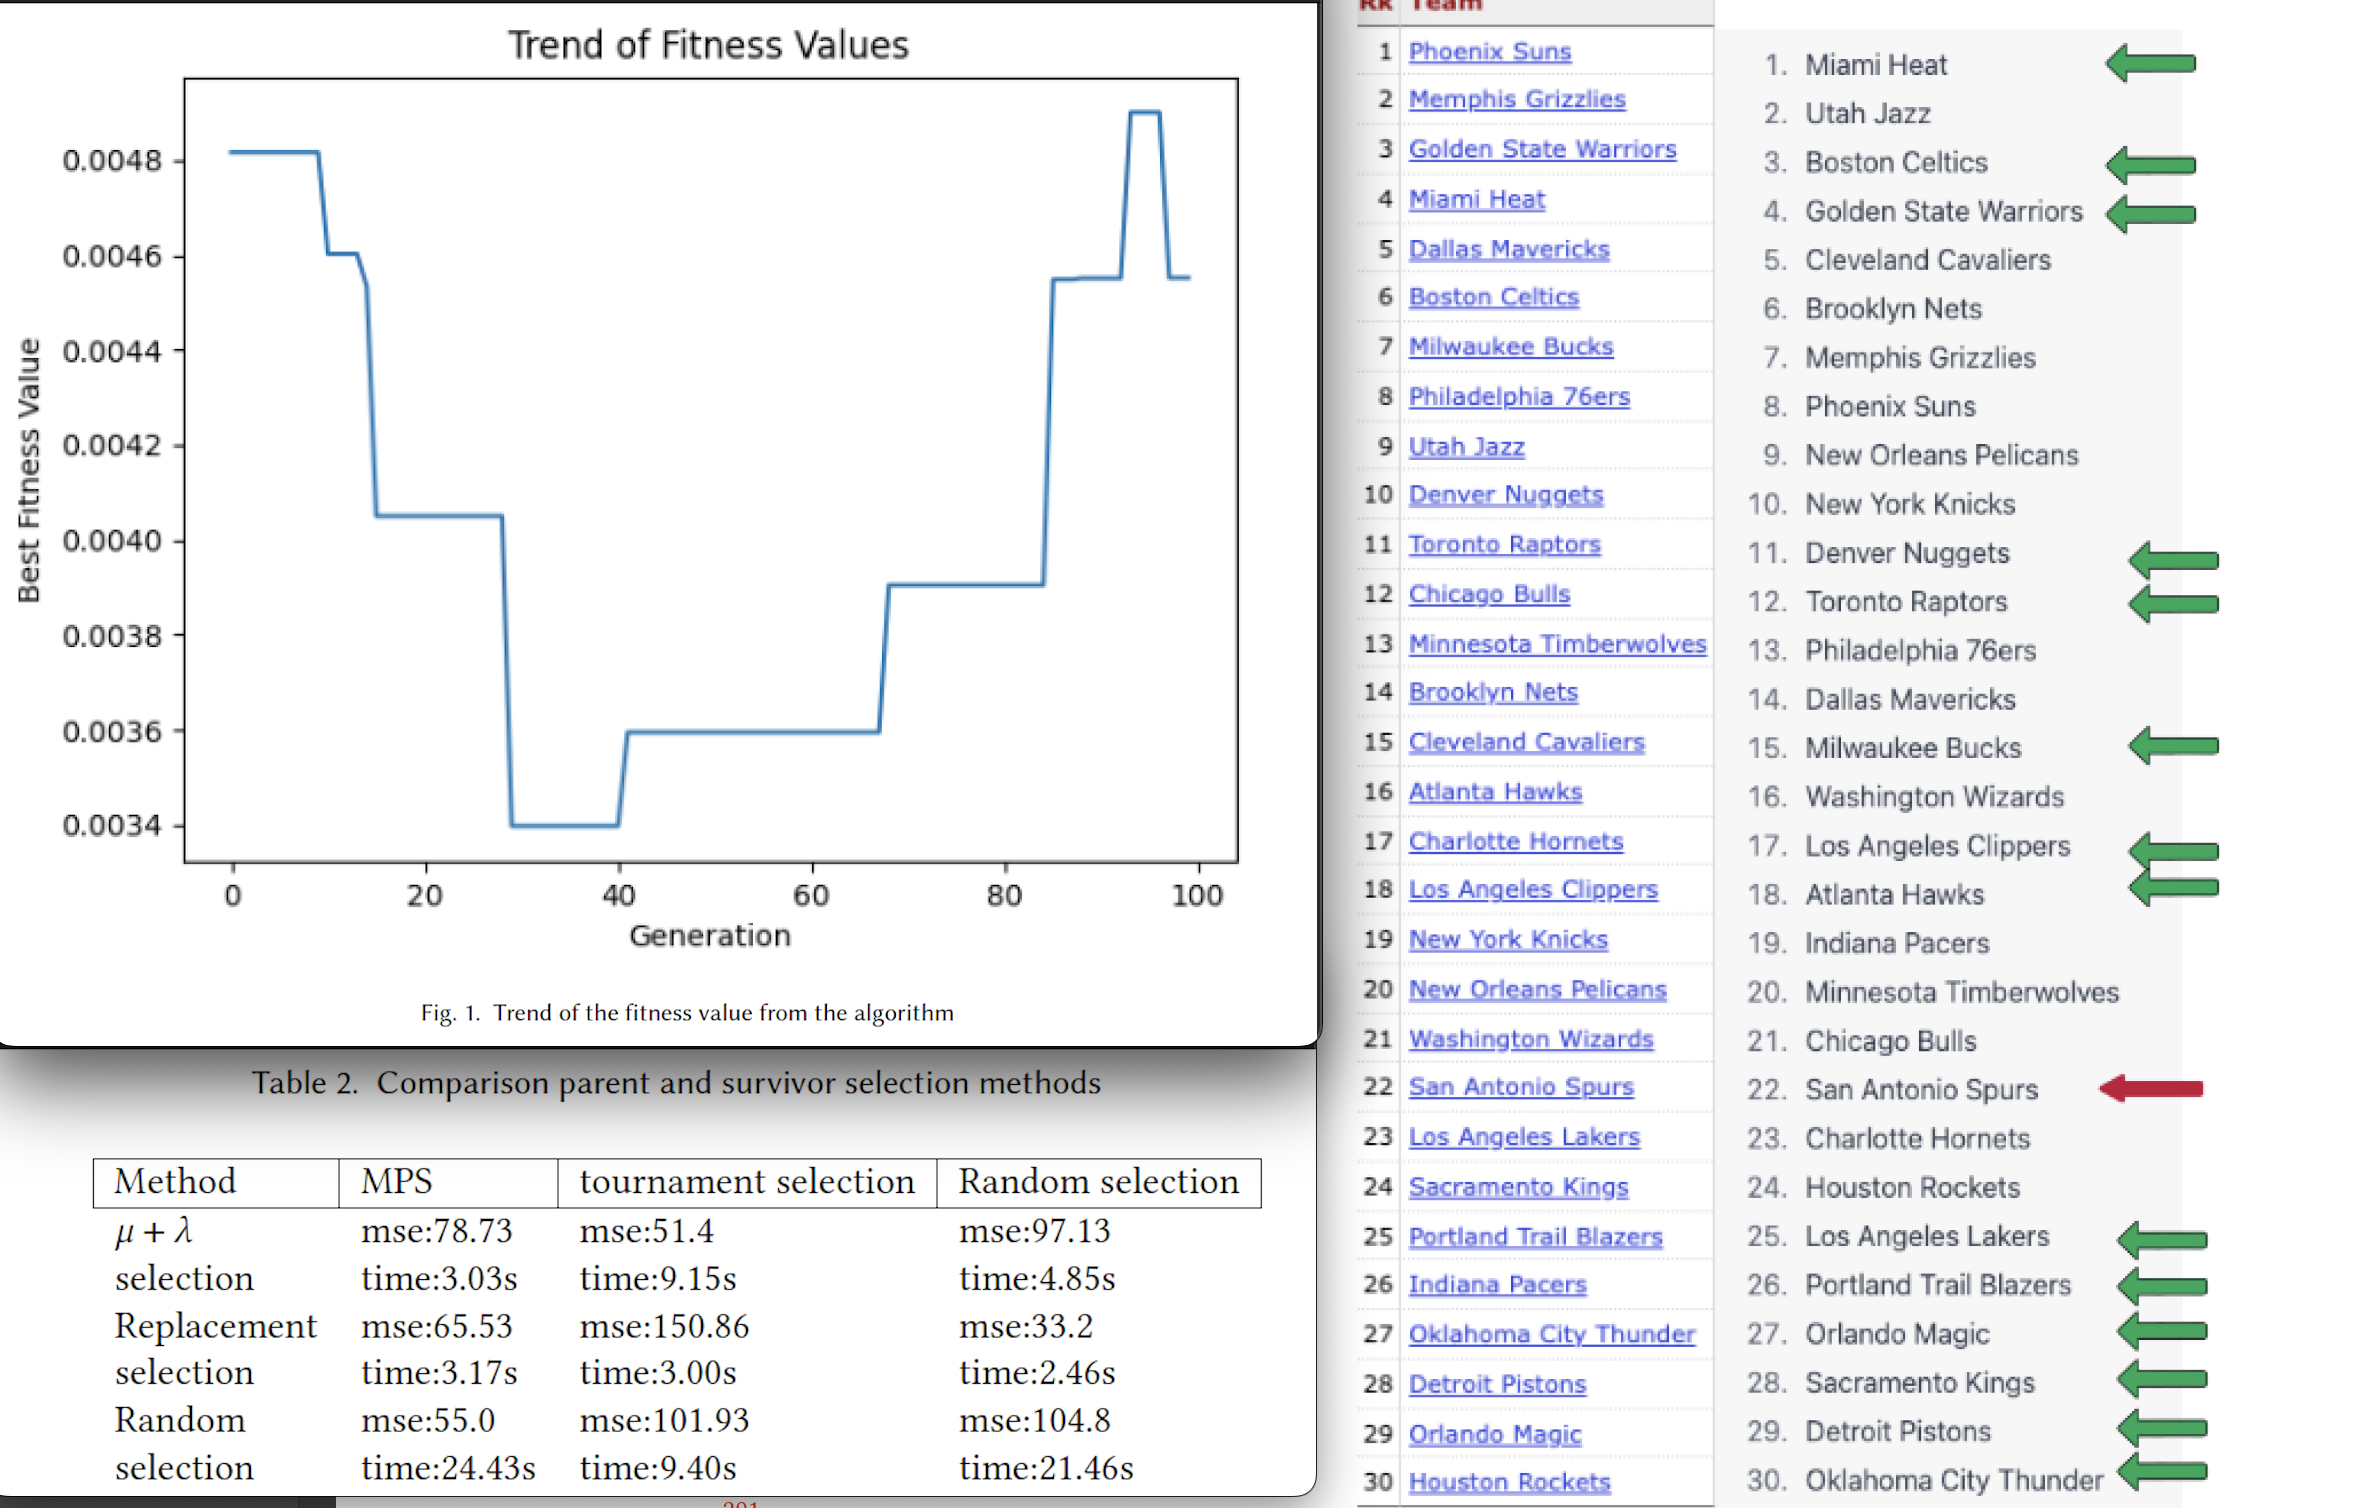 Trend of Fitness Values
0.0048
0.0046
0.0044
0.0042
0.0040
0.0038
0.0036
0.0034
Best Fitness Value
0 20 40 60 80 100
Generation
Fig. 1. Trend of the fitness value from the algorithm
Table 2. Comparison parent and survivor selection methods
Method MPS tournament selection Random selection
μ + λ mse:78.73 mse:51.4 mse:97.13
selection time:3.03s time:9.15s time:4.85s
Replacement mse:65.53 mse:150.86 mse:33.2
selection time:3.17s time:3.00s time:2.46s
Random mse:55.0 mse:101.93 mse:104.8
selection time:24.43s time:9.40s time:21.46s
Rk Team
1 Phoenix Suns
2 Memphis Grizzlies
3 Golden State Warriors
4 Miami Heat
5 Dallas Mavericks
6 Boston Celtics
7 Milwaukee Bucks
8 Philadelphia 76ers
9 Utah Jazz
10 Denver Nuggets
11 Toronto Raptors
12 Chicago Bulls
13 Minnesota Timberwolves
14 Brooklyn Nets
15 Cleveland Cavaliers
16 Atlanta Hawks
17 Charlotte Hornets
18 Los Angeles Clippers
19 New York Knicks
20 New Orleans Pelicans
21 Washington Wizards
22 San Antonio Spurs
23 Los Angeles Lakers
24 Sacramento Kings
25 Portland Trail Blazers
26 Indiana Pacers
27 Oklahoma City Thunder
28 Detroit Pistons
29 Orlando Magic
30 Houston Rockets
1. Miami Heat
2. Utah Jazz
3. Boston Celtics
4. Golden State Warriors
5. Cleveland Cavaliers
6. Brooklyn Nets
7. Memphis Grizzlies
8. Phoenix Suns
9. New Orleans Pelicans
10. New York Knicks
11. Denver Nuggets
12. Toronto Raptors
13. Philadelphia 76ers
14. Dallas Mavericks
15. Milwaukee Bucks
16. Washington Wizards
17. Los Angeles Clippers
18. Atlanta Hawks
19. Indiana Pacers
20. Minnesota Timberwolves
21. Chicago Bulls
22. San Antonio Spurs
23. Charlotte Hornets
24. Houston Rockets
25. Los Angeles Lakers
26. Portland Trail Blazers
27. Orlando Magic
28. Sacramento Kings
29. Detroit Pistons
30. Oklahoma City Thunder